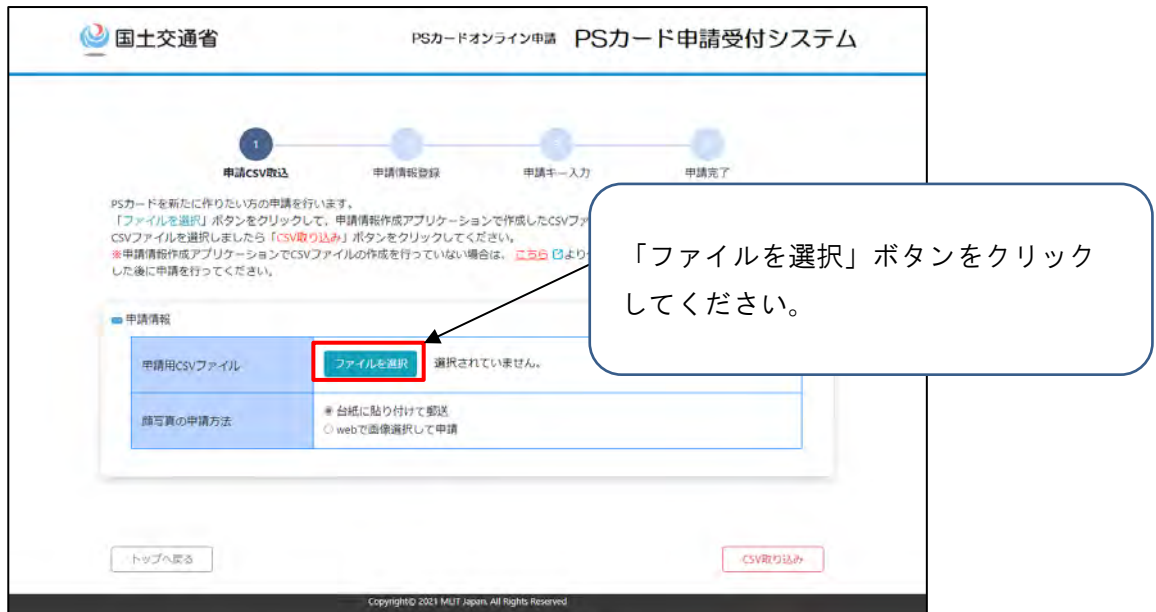 国土交通省
PSカードオンライン申請 PSカード申請受付システム
1
申請CSV取込
申請情報登録
申請キー入力
申請完了
PSカードを新たに作りたい方の申請を行います。
「ファイルを選択」ボタンをクリックして、申請情報作成アプリケーションで作成したCSVファ
CSVファイルを選択しましたら「CSV取り込み」ボタンをクリックしてください。
※申請情報作成アプリケーションでCSVファイルの作成を行っていない場合は、こちら より
した後に申請を行ってください。
「ファイルを選択」ボタンをクリック
してください。
申請情報
申請用CSVファイル
ファイルを選択 選択されていません。
顔写真の申請方法
台紙に貼り付けて郵送
webで画像選択して申請
トップへ戻る
CSV取り込み
Copyright© 2021 MLIT Japan. All Rights Reserved